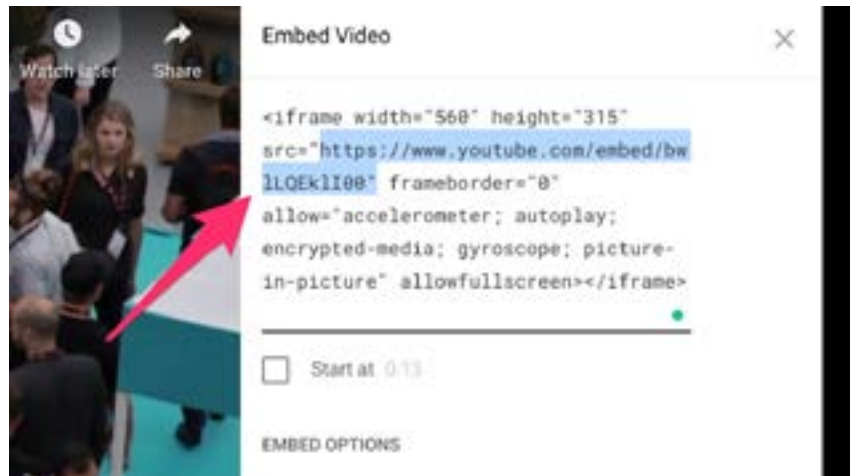 Watch later
Share
Embed Video
<iframe width="560" height="315"
src="https://www.youtube.com/embed/bw
lLQEklI00" frameborder="0"
allow="accelerometer; autoplay;
encrypted-media; gyroscope; picture-
in-picture" allowfullscreen></iframe>
Start at 0:13
EMBED OPTIONS